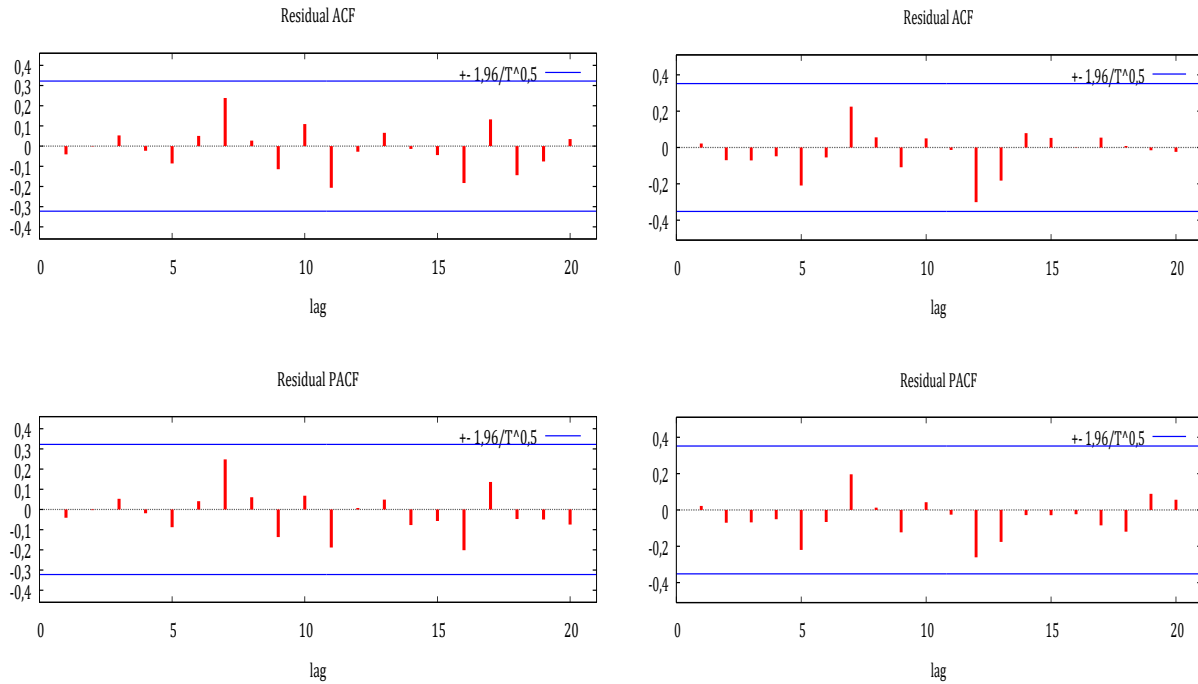 Residual ACF
+- 1,96/T^0,5
0,4
0,3
0,2
0,1
0
-0,1
-0,2
-0,3
-0,4
0 5 10 15 20
lag
Residual ACF
+- 1,96/T^0,5
0,4
0,2
0
-0,2
-0,4
0 5 10 15 20
lag
Residual PACF
+- 1,96/T^0,5
0,4
0,3
0,2
0,1
0
-0,1
-0,2
-0,3
-0,4
0 5 10 15 20
lag
Residual PACF
+- 1,96/T^0,5
0,4
0,2
0
-0,2
-0,4
0 5 10 15 20
lag